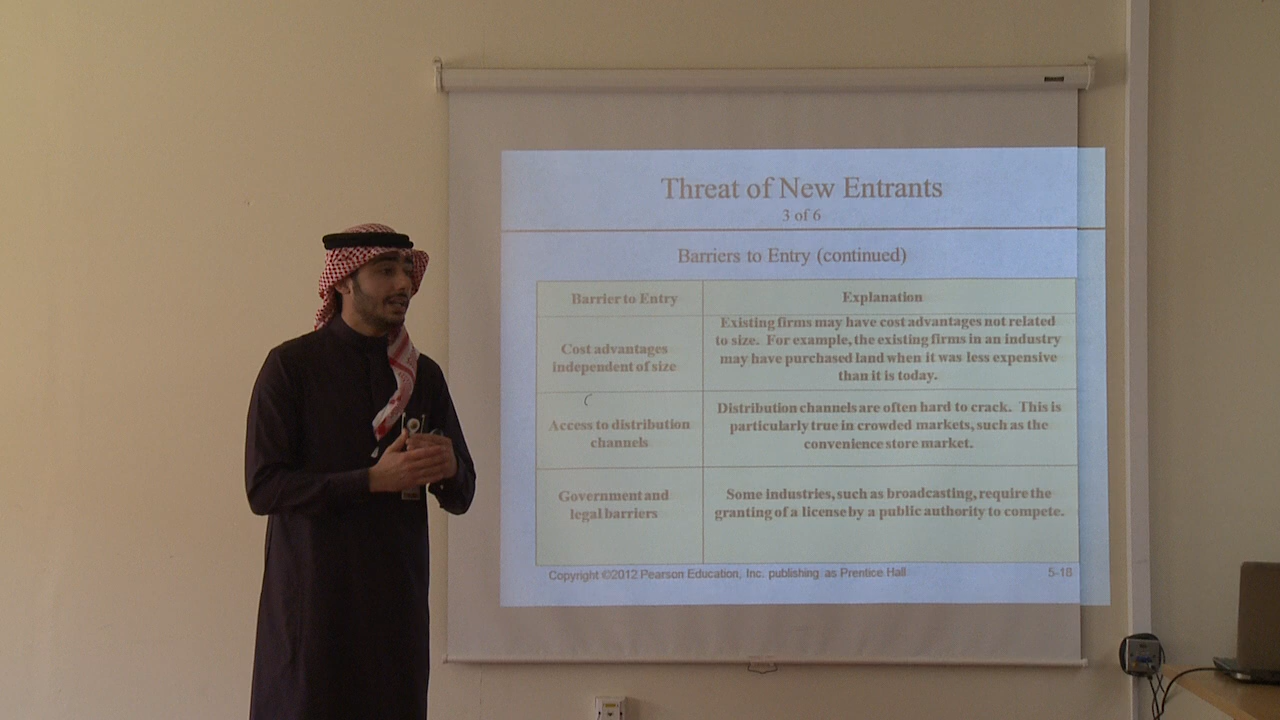 Threat of New Entrants
3 of 6
Barriers to Entry (continued)
Barrier to Entry
Explanation
Cost advantages
independent of size
Existing firms may have cost advantages not related
to size. For example, the existing firms in an industry
may have purchased land when it was less expensive
than it is today.
Access to distribution
channels
Distribution channels are often hard to crack. This is
particularly true in crowded markets, such as the
convenience store market.
Government and
legal barriers
Some industries, such as broadcasting, require the
granting of a license by a public authority to compete.
Copyright ©2012 Pearson Education, Inc. publishing as Prentice Hall
5-18